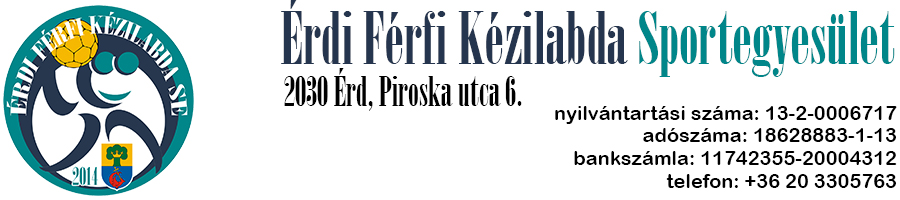 ÉRDI FÉRFI KÉZILABDA SE
2014
Érdi Férfi Kézilabda Sportegyesület
2030 Érd, Piroska utca 6.
nyilvántartási száma: 13-2-0006717
adószáma: 18628883-1-13
bankszámla: 11742355-20004312
telefon: +36 20 3305763